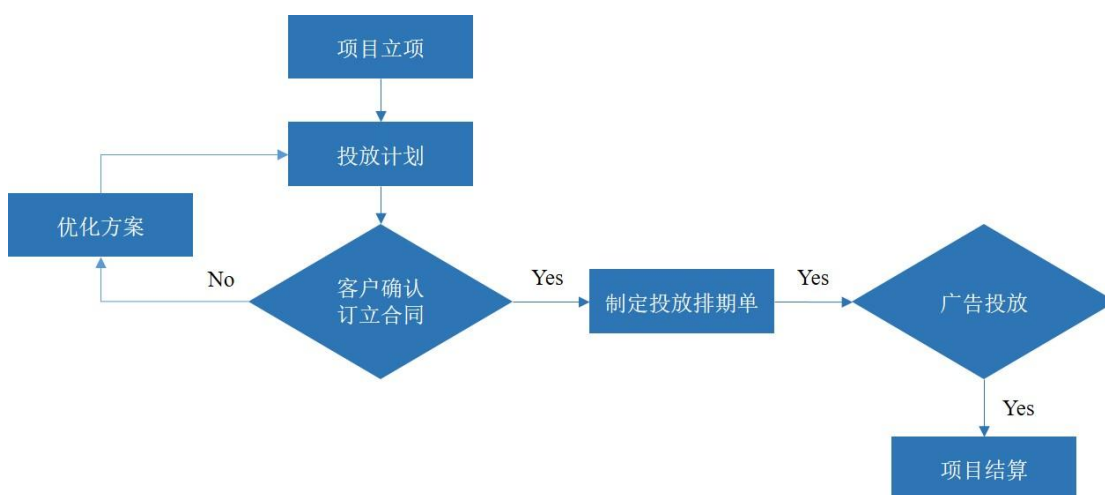 项目立项
投放计划
优化方案
No
客户确认
订立合同
Yes
制定投放排期单
Yes
广告投放
Yes
项目结算